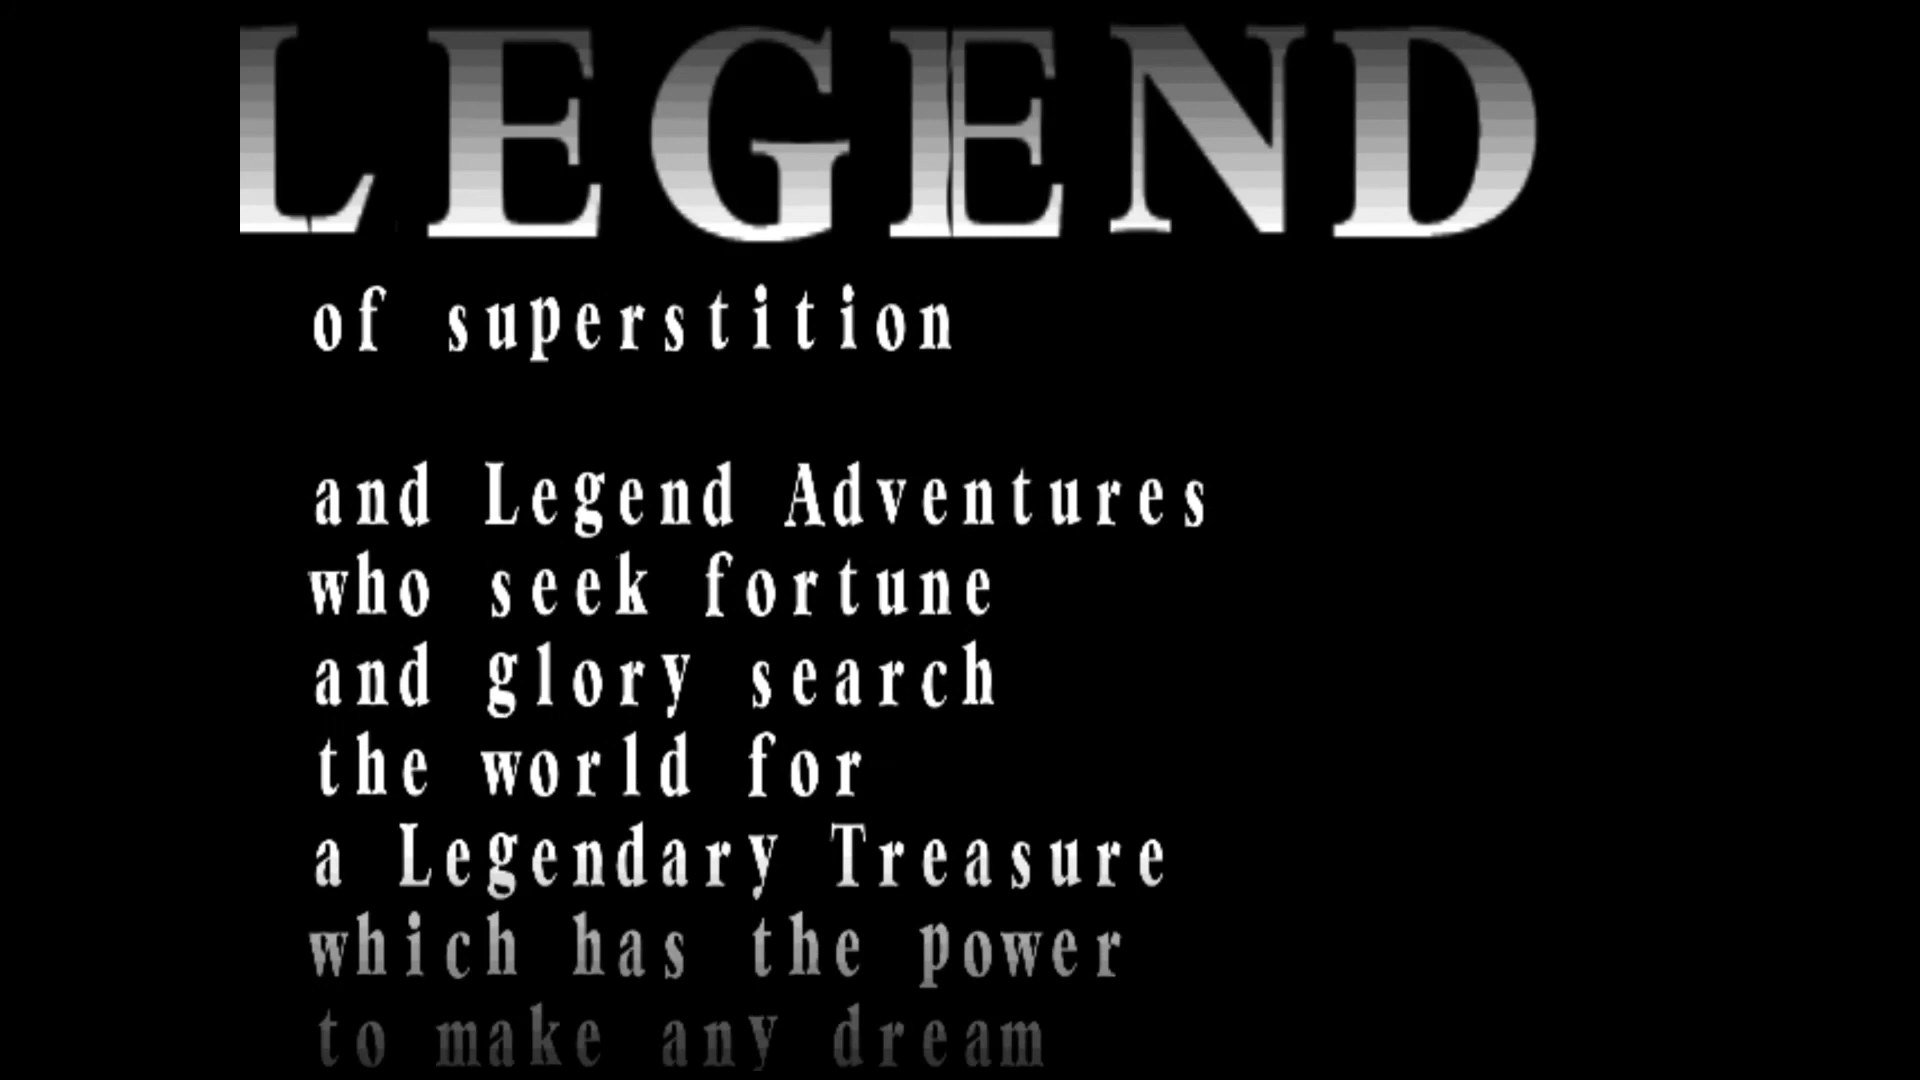 LEGEND
of superstition
and Legend Adventures
who seek fortune
and glory search
the world for
a Legendary Treasure
which has the power
to make any dream